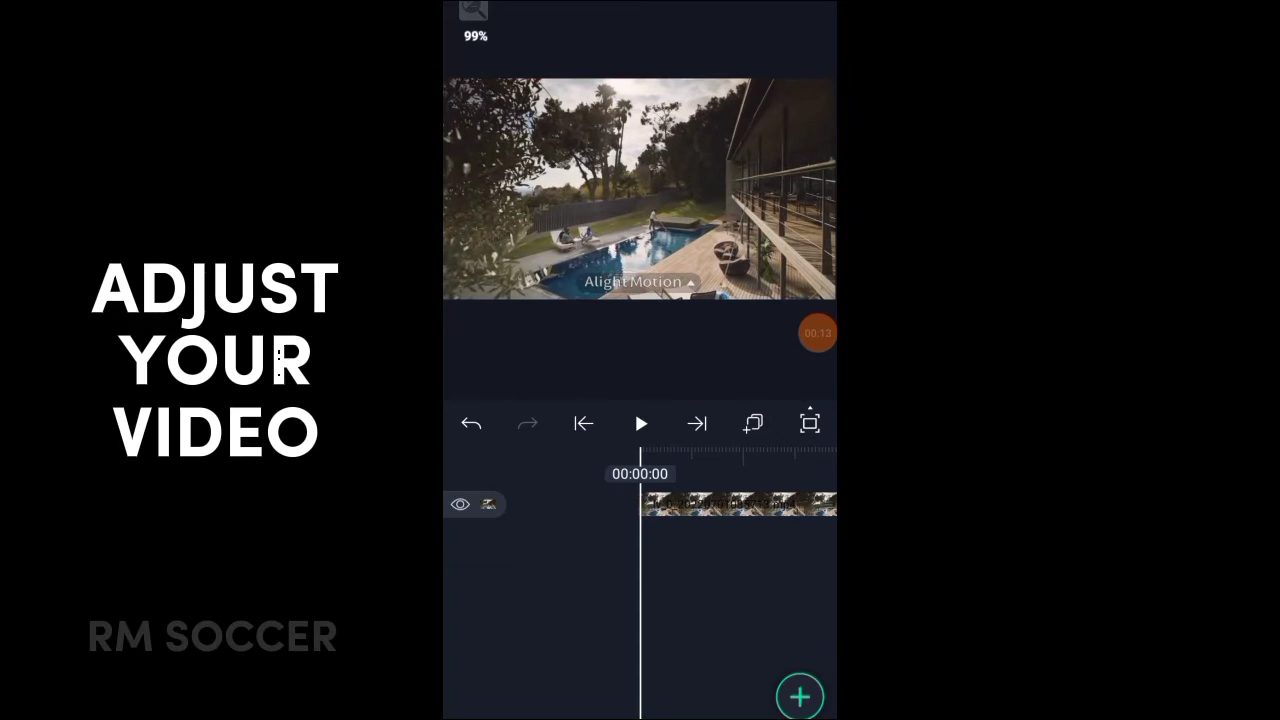 99%
Alight Motion
00:13
ADJUST
YOUR
VIDEO
00:00:00
RM SOCCER